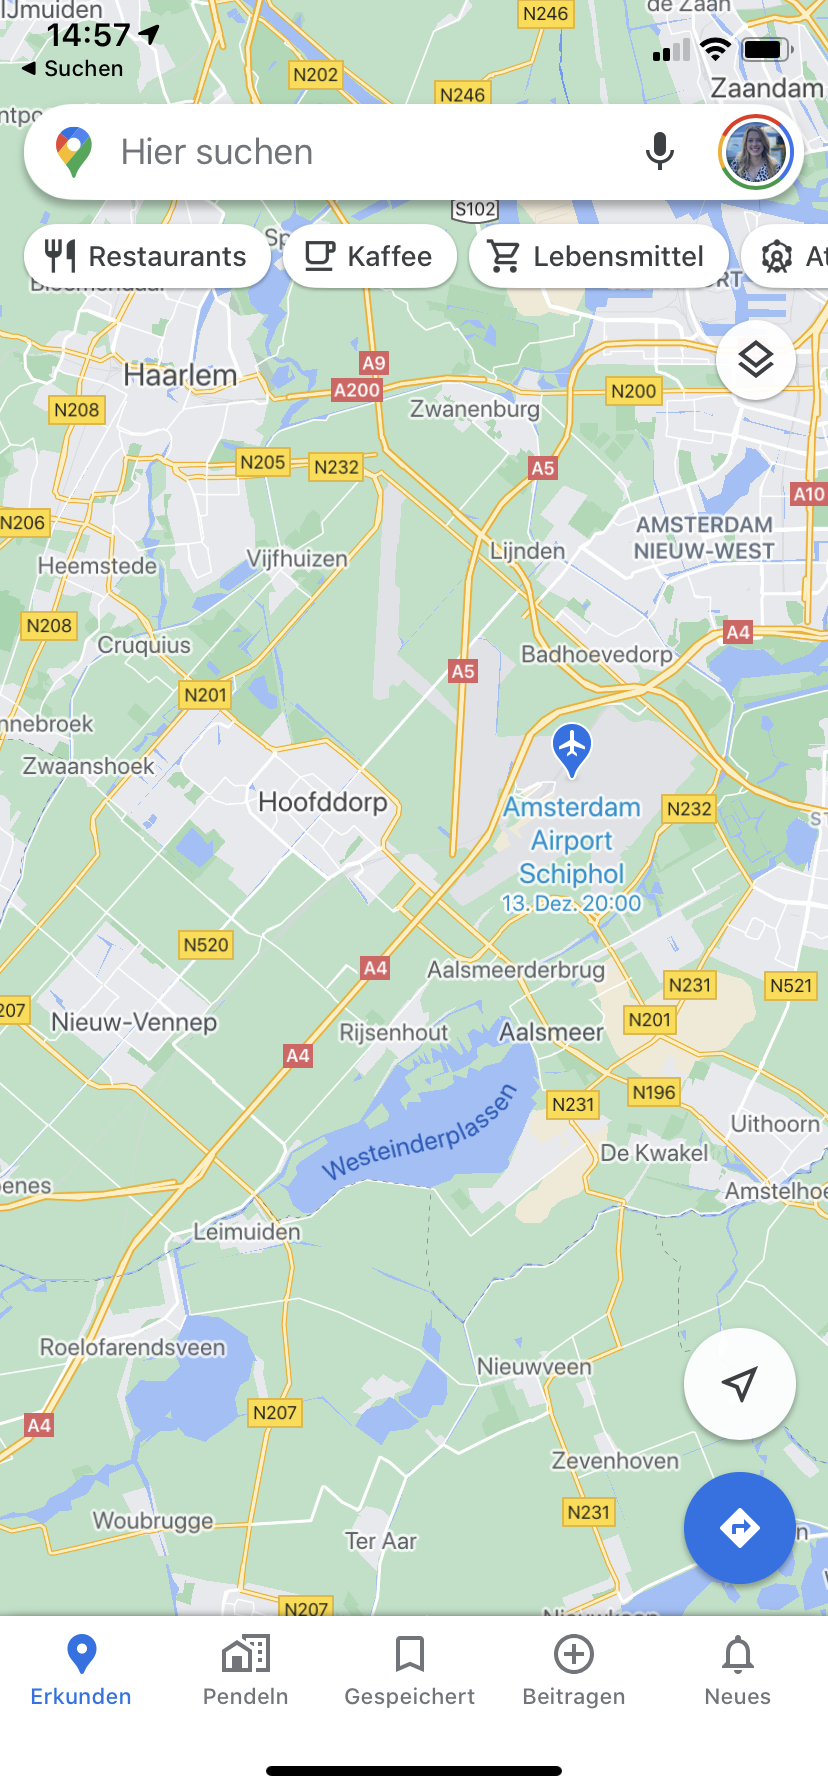 IJmuiden
N246
de Zaan
14:57
Suchen
N202
N246
Zaandam
Hier suchen
S102
Restaurants
Kaffee
Lebensmittel
Haarlem
A9
A200
N200
N208
Zwanenburg
N205
N232
A5
A10
N206
AMSTERDAM
NIEUW-WEST
Lijnden
Vijfhuizen
Heemstede
N208
A4
Cruquius
Badhoevedorp
A5
N201
nnebroek
Zwaanshoek
Hoofddorp
Amsterdam
Airport
Schiphol
13. Dez. 20:00
N232
N520
A4
Aalsmeerderbrug
N231
N521
207
Nieuw-Vennep
Rijsenhout
Aalsmeer
N201
A4
N196
N231
Westeinderplassen
Uithoorn
De Kwakel
enes
Amstelhoe
Leimuiden
Roelofarendsveen
Nieuwveen
N207
A4
Zevenhoven
N231
Woubrugge
Ter Aar
N207
Erkunden
Pendeln
Gespeichert
Beitragen
Neues